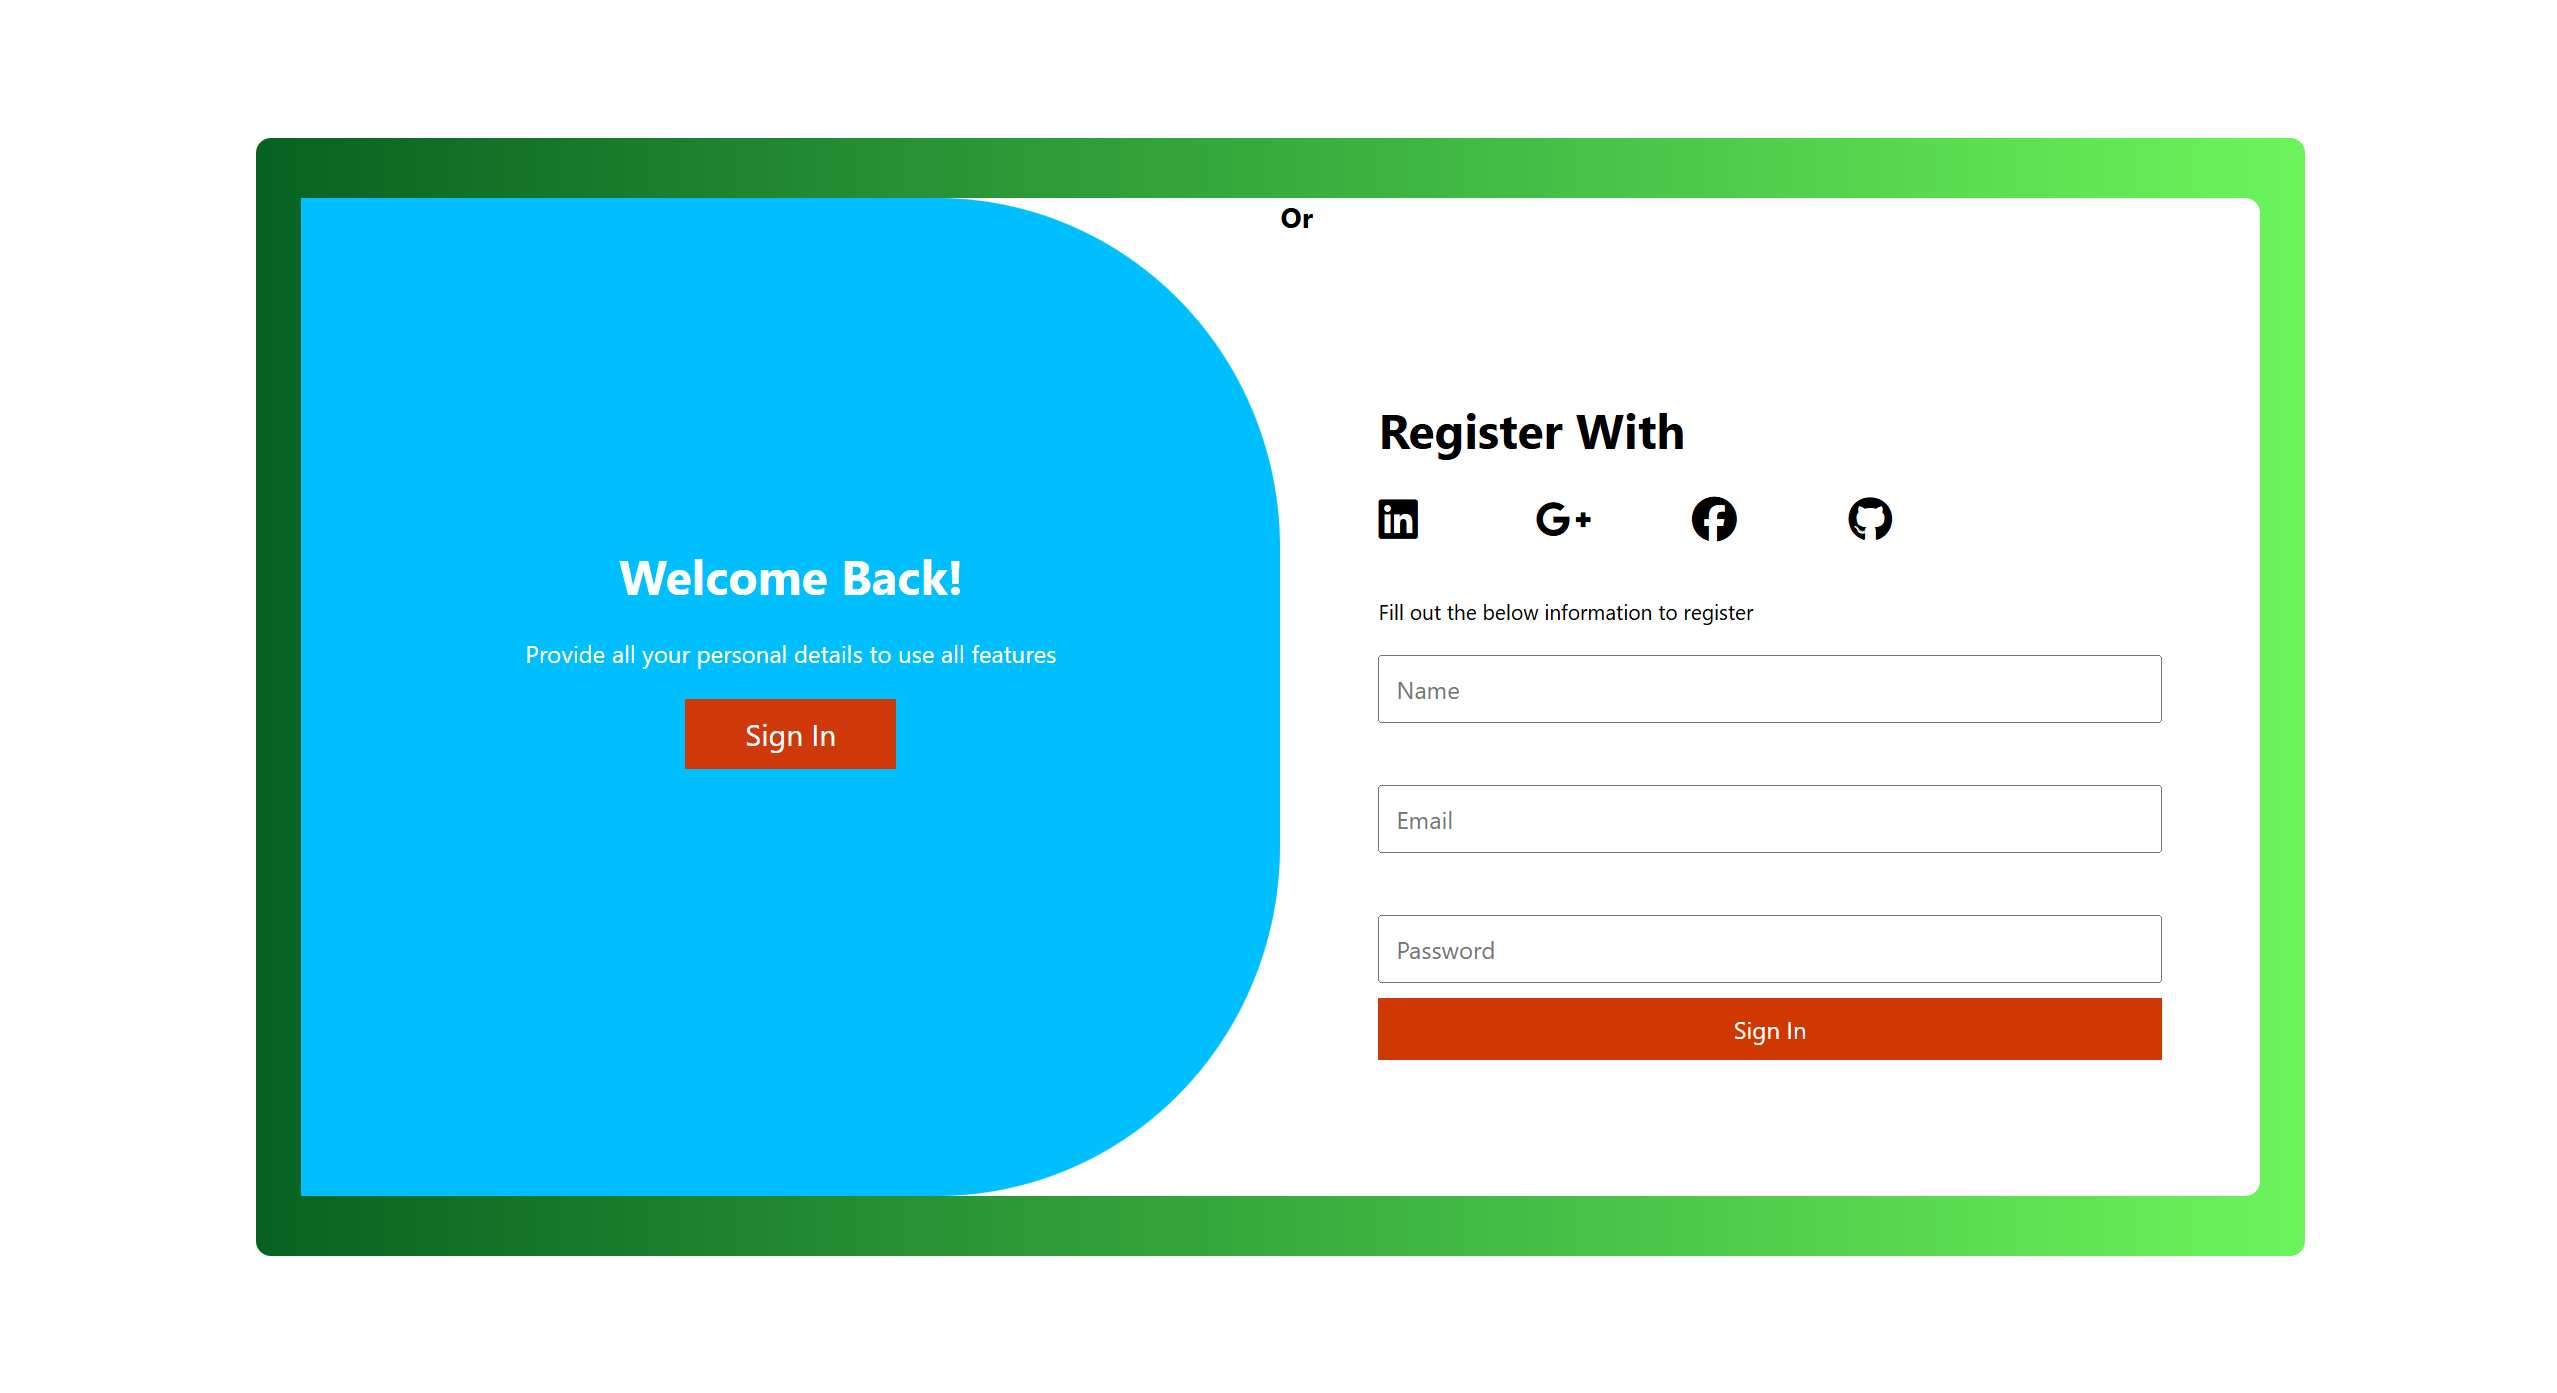 Welcome Back!
Provide all your personal details to use all features
Sign In
Or
Register With
in
G+
Fill out the below information to register
Name
Email
Password
Sign In